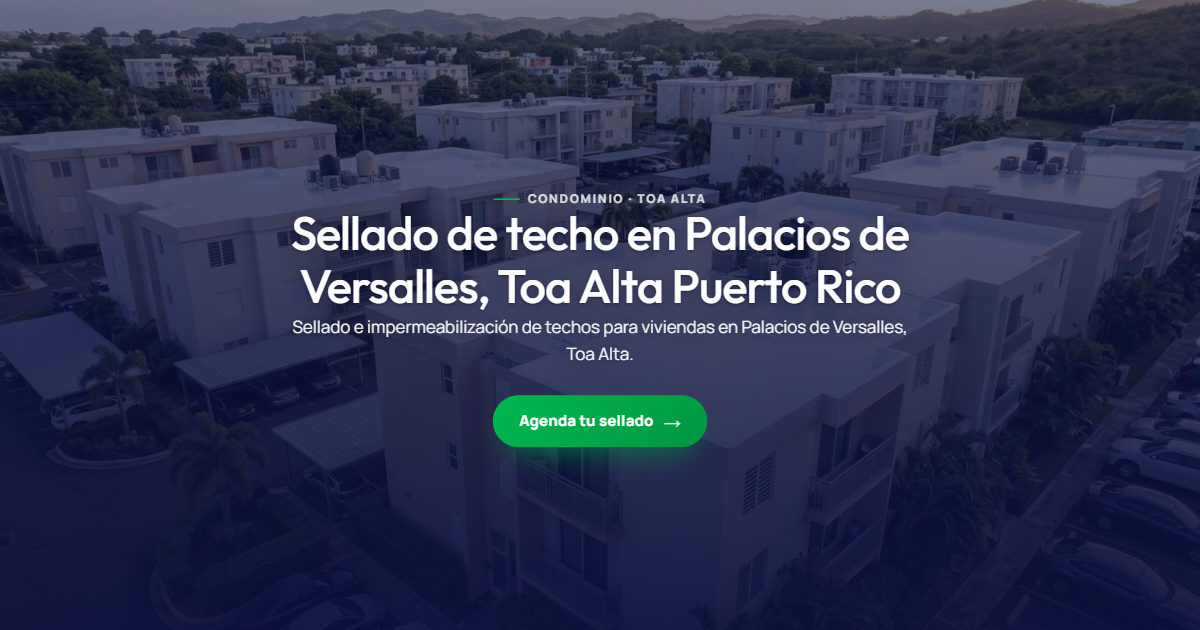 CONDOMINIO · TOA ALTA
Sellado de techo en Palacios de
Versalles, Toa Alta Puerto Rico
Sellado e impermeabilización de techos para viviendas en Palacios de Versalles,
Toa Alta.
Agenda tu sellado →